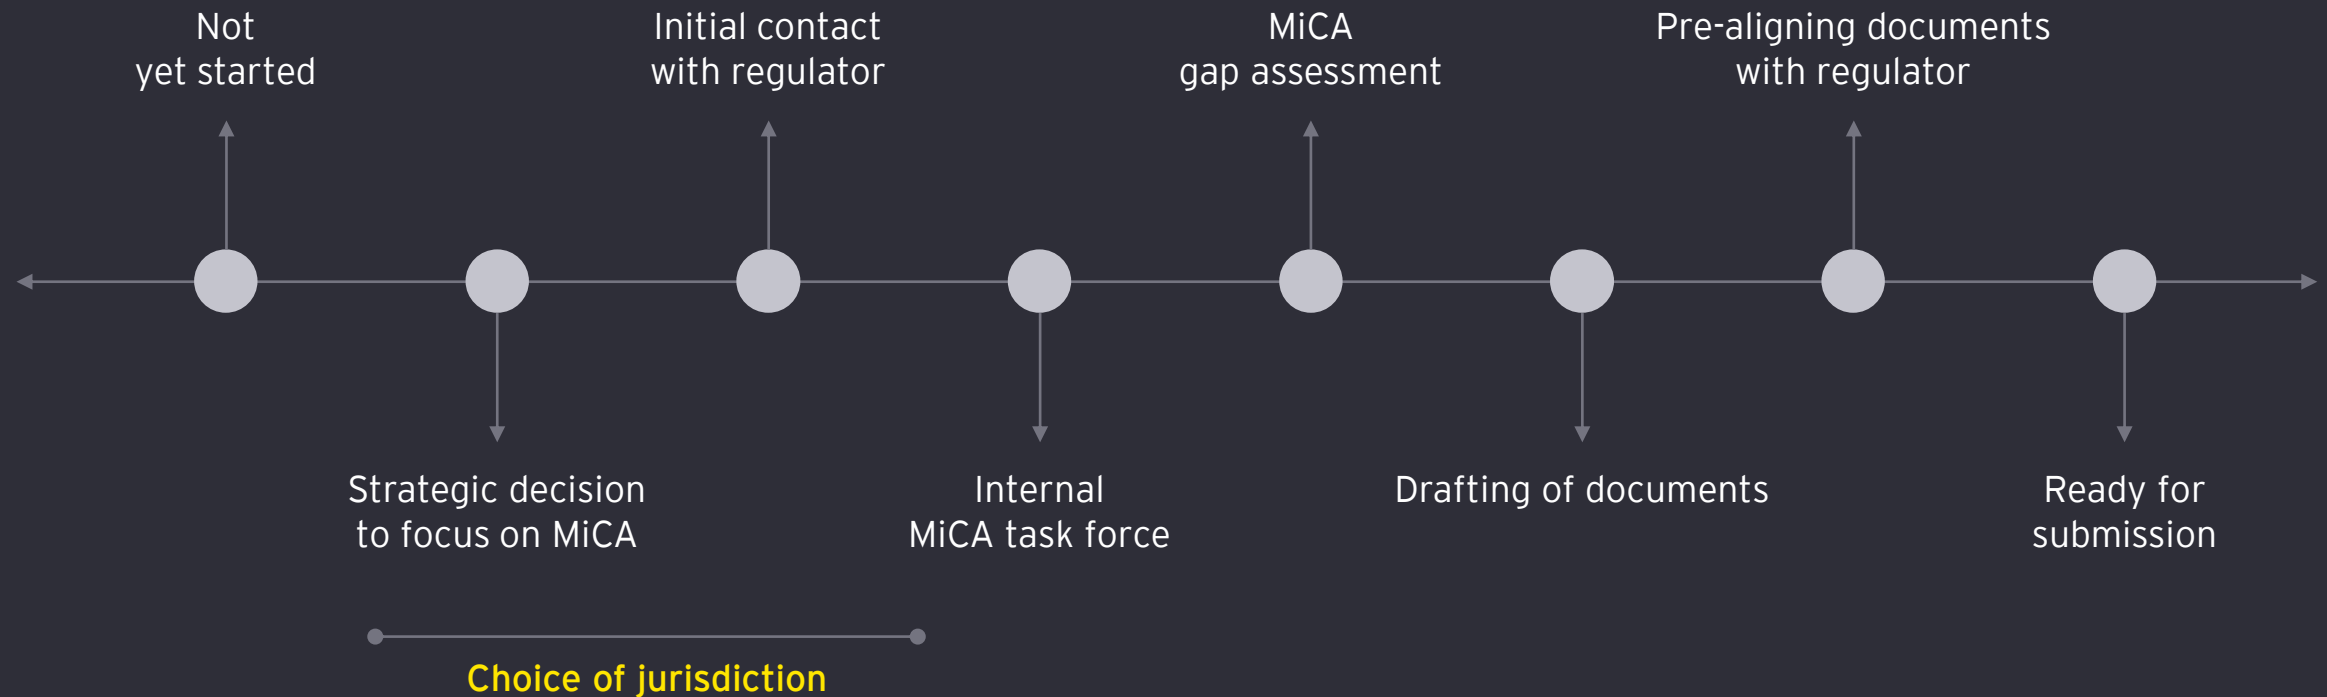 Not
yet started
Initial contact
with regulator
MiCA
gap assessment
Pre-aligning documents
with regulator
Strategic decision
to focus on MiCA
Internal
MiCA task force
Drafting of documents
Ready for
submission
Choice of jurisdiction